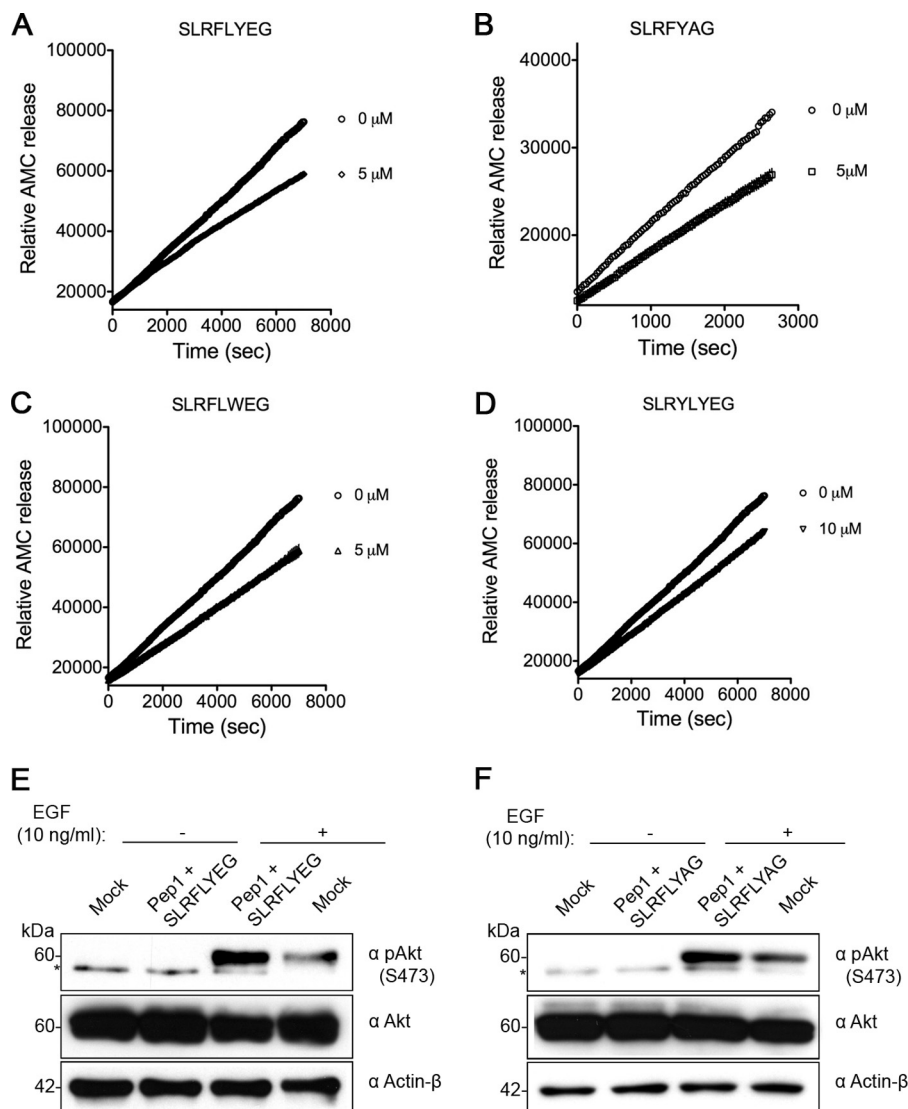 A
SLRFLYEG
Relative AMC release
100000
80000
60000
40000
20000
0 2000 4000 6000 8000
Time (sec)
0 μM
5 μM
B
SLRFYAG
Relative AMC release
40000
30000
20000
0 1000 2000 3000
Time (sec)
0 μM
5μM
C
SLRFLWEG
Relative AMC release
100000
80000
60000
40000
20000
0 2000 4000 6000 8000
Time (sec)
0 μM
5 μM
D
SLRYLYEG
Relative AMC release
100000
80000
60000
40000
20000
0 2000 4000 6000 8000
Time (sec)
0 μM
10 μM
E
EGF
(10 ng/ml): - +
Mock
Pep1 +
SLRFLYEG
Pep1 +
SLRFLYEG
Mock
kDa
60
*
α pAkt
(S473)
60
α Akt
42
α Actin-β
F
EGF
(10 ng/ml): - +
Mock
Pep1 +
SLRFLYAG
Pep1 +
SLRFLYAG
Mock
kDa
60
*
α pAkt
(S473)
60
α Akt
42
α Actin-β